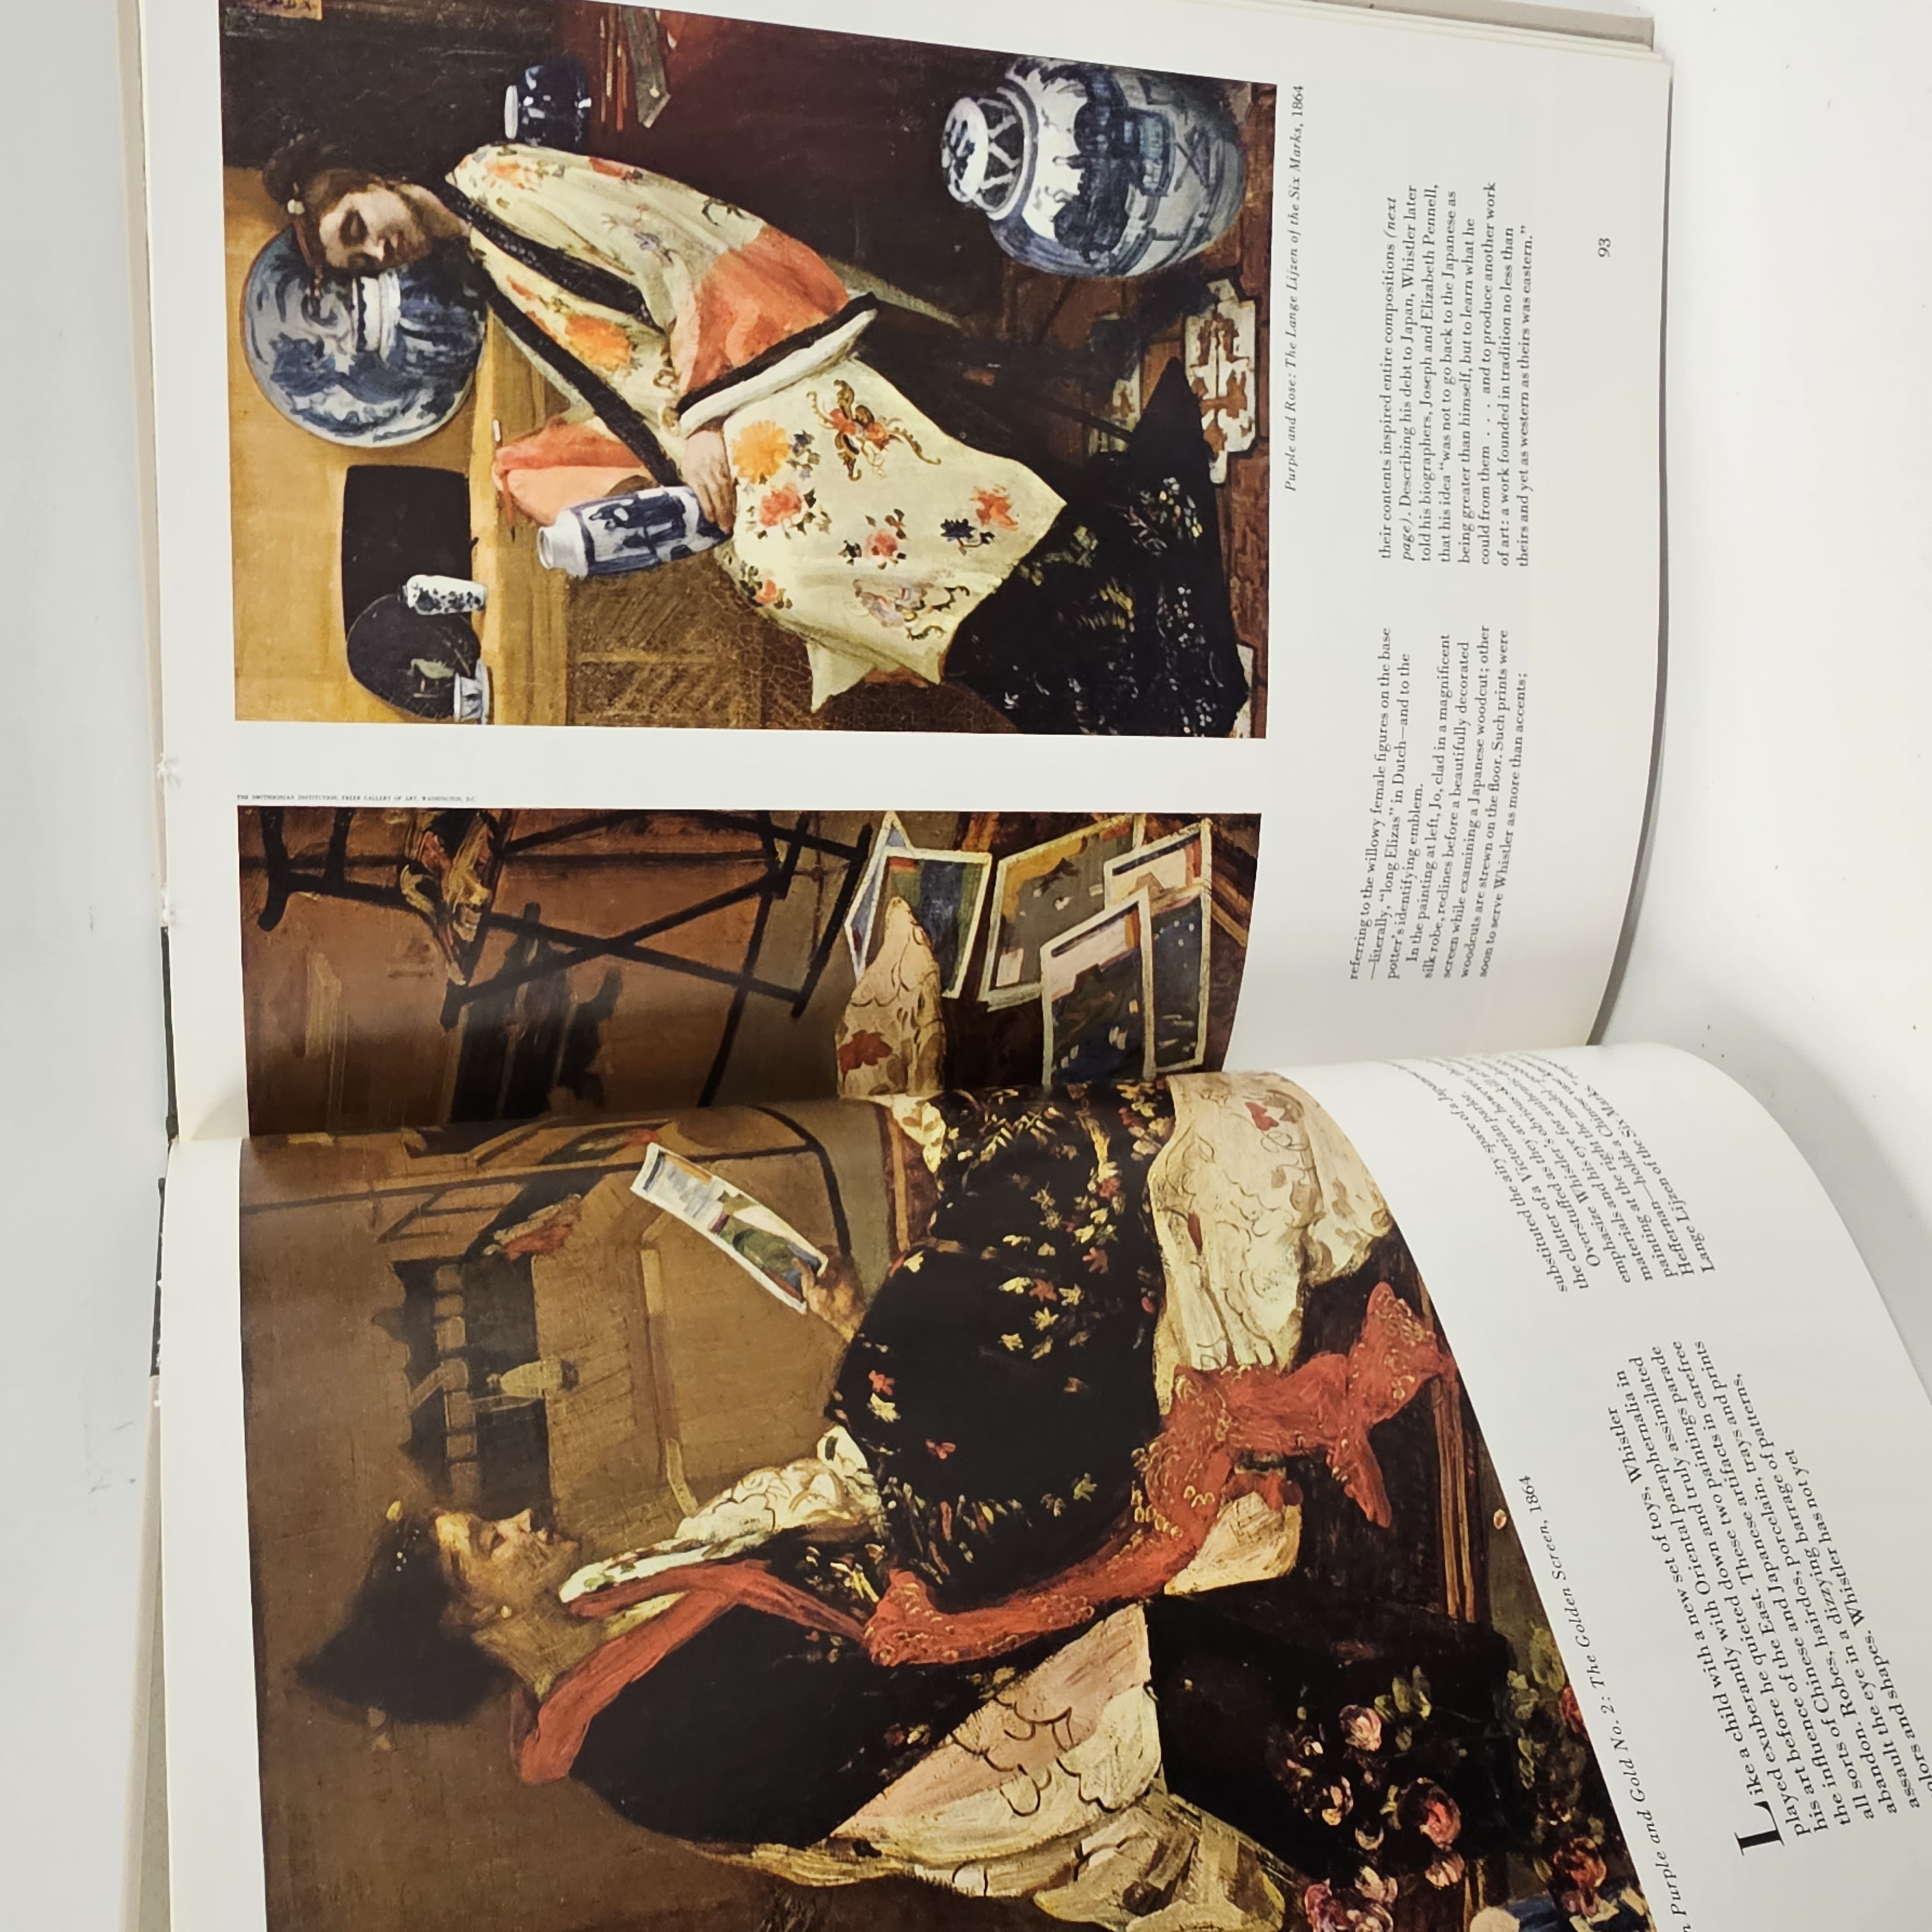 n Purple and Gold No. 2: The Golden Screen, 1864
Like a child with a new set of toys, Whistler
played exuberantly with Oriental paraphernalia in
his art before he quieted down and truly assimilated
the influence of the East. These two paintings parade
all sorts of Chinese and Japanese artifacts in carefree
abandon. Robes, hairdos, porcelain, trays and prints
assault the eye in a dizzying barrage of patterns,
olors and shapes. Whistler has not yet
substituted the airy space of a Japanese
the clutter of a Victorian parlor.
Overstuffed as they are, however, the
emphasize Whistler's obvious skill
materials and his eye for authentic
painting at the right the model
Heffernan—holds a Chinese vase
Lange Lijzen of the Six Marks,"
THE SMITHSONIAN INSTITUTION, FREER GALLERY OF ART, WASHINGTON, D.C.
Purple and Rose: The Lange Lijzen of the Six Marks, 1864
referring to the willowy female figures on the base
—literally, "long Elizas" in Dutch—and to the
potter's identifying emblem.
In the painting at left, Jo, clad in a magnificent
silk robe, reclines before a beautifully decorated
screen while examining a Japanese woodcut; other
woodcuts are strewn on the floor. Such prints were
soon to serve Whistler as more than accents;
their contents inspired entire compositions (next
page). Describing his debt to Japan, Whistler later
told his biographers, Joseph and Elizabeth Pennell,
that his idea "was not to go back to the Japanese as
being greater than himself, but to learn what he
could from them . . . and to produce another work
of art: a work founded in tradition no less than
theirs and yet as western as theirs was eastern."
93